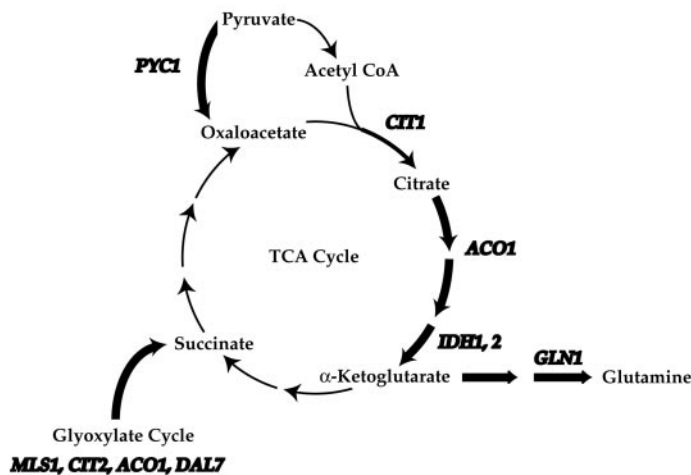 Pyruvate
PYC1
Acetyl CoA
Oxaloacetate
CIT1
Citrate
TCA Cycle
ACO1
Succinate
IDH1, 2
GLN1
α-Ketoglutarate
Glutamine
Glyoxylate Cycle
MLS1, CIT2, ACO1, DAL7